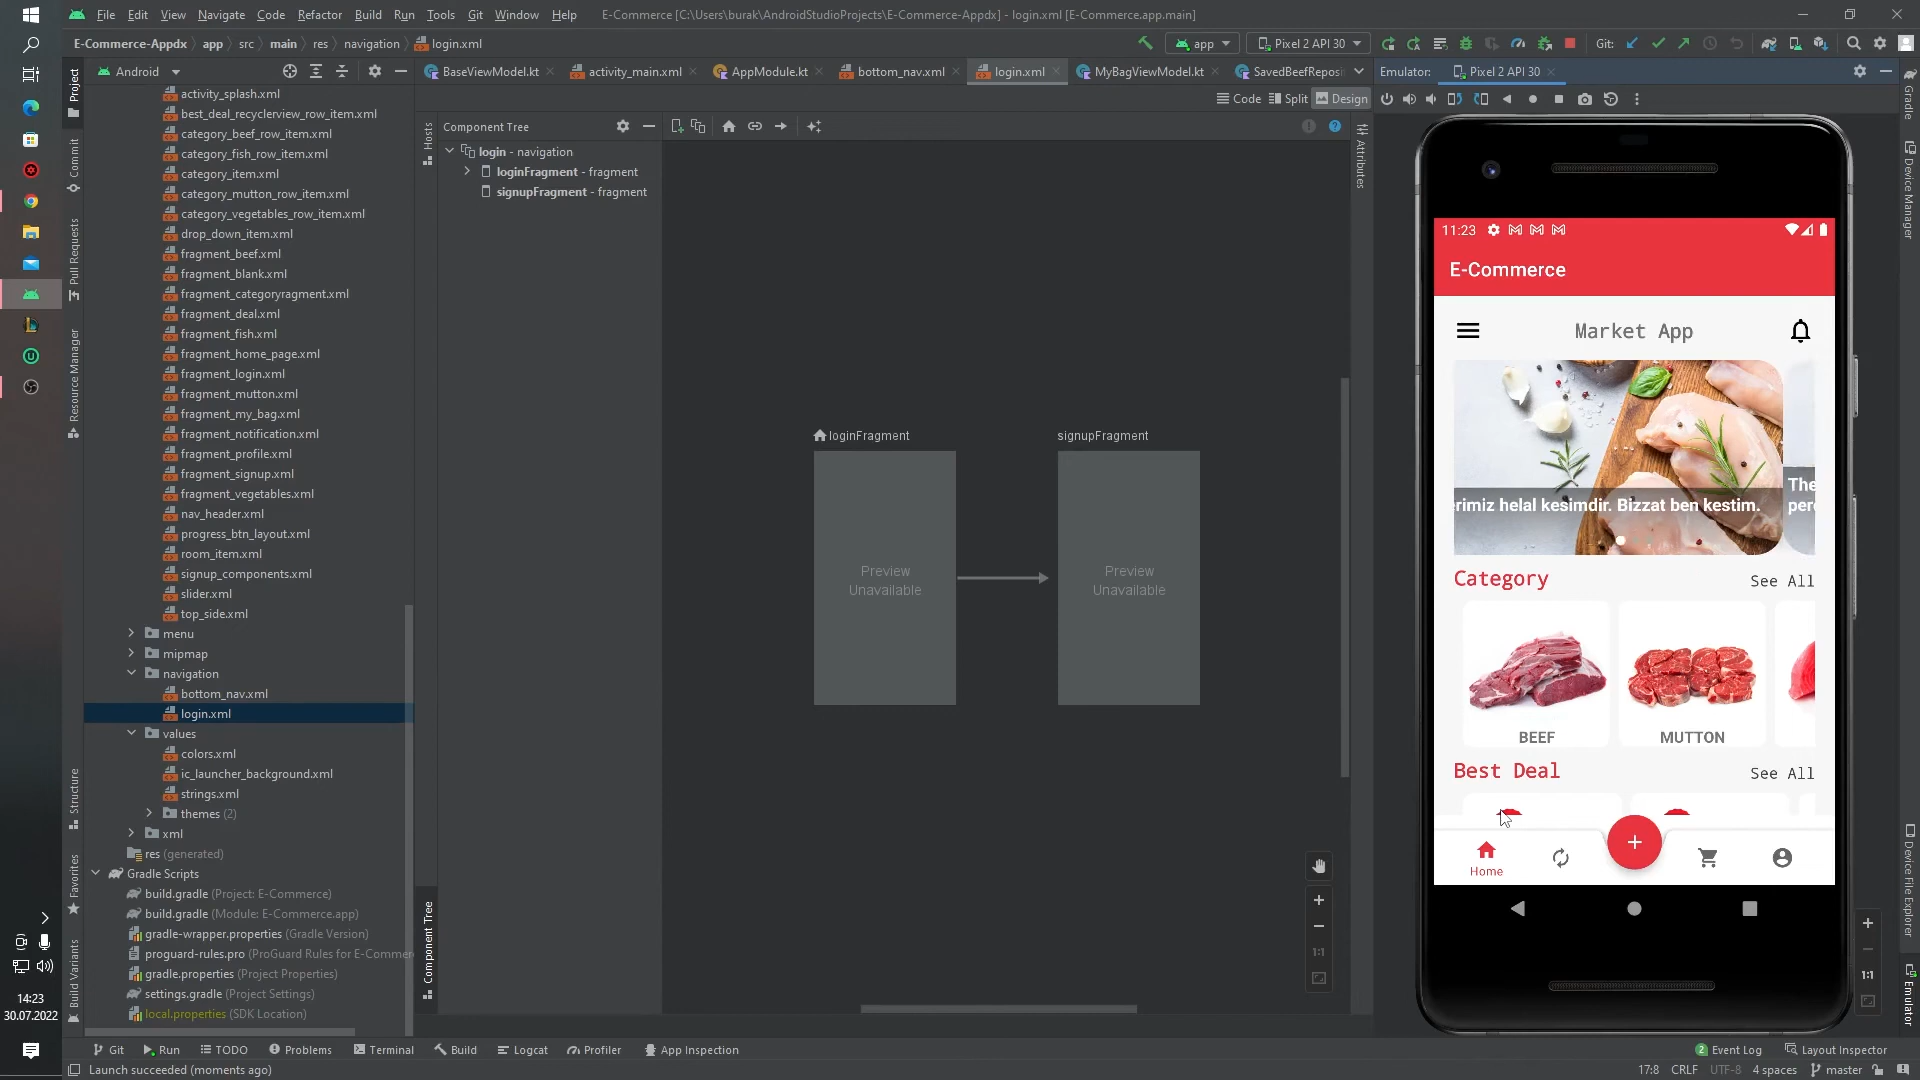 File Edit View Navigate Code Refactor Build Run Tools Git Window Help E-Commerce [C:\Users\burak\AndroidStudioProjects\E-Commerce-Appdx] - login.xml [E-Commerce.app.main]
E-Commerce-Appdx app src main res navigation login.xml
app Pixel 2 API 30 Git:
Android
BaseViewModel.kt activity_main.xml AppModule.kt bottom_nav.xml login.xml MyBagViewModel.kt SavedBeefReposi
Emulator: Pixel 2 API 30
Code Split Design
Project
Commit
Pull Requests
Resource Manager
Structure
Favorites
Build Variants
activity_splash.xml
best_deal_recyclerview_row_item.xml
category_beef_row_item.xml
category_fish_row_item.xml
category_item.xml
category_mutton_row_item.xml
category_vegetables_row_item.xml
drop_down_item.xml
fragment_beef.xml
fragment_blank.xml
fragment_categoryragment.xml
fragment_deal.xml
fragment_fish.xml
fragment_home_page.xml
fragment_login.xml
fragment_mutton.xml
fragment_my_bag.xml
fragment_notification.xml
fragment_profile.xml
fragment_signup.xml
fragment_vegetables.xml
nav_header.xml
progress_btn_layout.xml
room_item.xml
signup_components.xml
slider.xml
top_side.xml
menu
mipmap
navigation
bottom_nav.xml
login.xml
values
colors.xml
ic_launcher_background.xml
strings.xml
themes (2)
xml
res (generated)
Gradle Scripts
build.gradle (Project: E-Commerce)
build.gradle (Module: E-Commerce.app)
gradle-wrapper.properties (Gradle Version)
proguard-rules.pro (ProGuard Rules for E-Commer
gradle.properties (Project Properties)
settings.gradle (Project Settings)
local.properties (SDK Location)
Hosts
Component Tree
Component Tree
login - navigation
loginFragment - fragment
signupFragment - fragment
loginFragment
signupFragment
Preview
Unavailable
Preview
Unavailable
Attributes
1:1
11:23
E-Commerce
Market App
erimiz helal kesimdir. Bizzat ben kestim.
The
pere
Category See All
BEEF MUTTON
Best Deal See All
Home
1:1
Gradle
Device Manager
Device File Explorer
Emulator
14:23
30.07.2022
Git Run TODO Problems Terminal Build Logcat Profiler App Inspection
2 Event Log Layout Inspector
Launch succeeded (moments ago)
17:8 CRLF UTF-8 4 spaces master